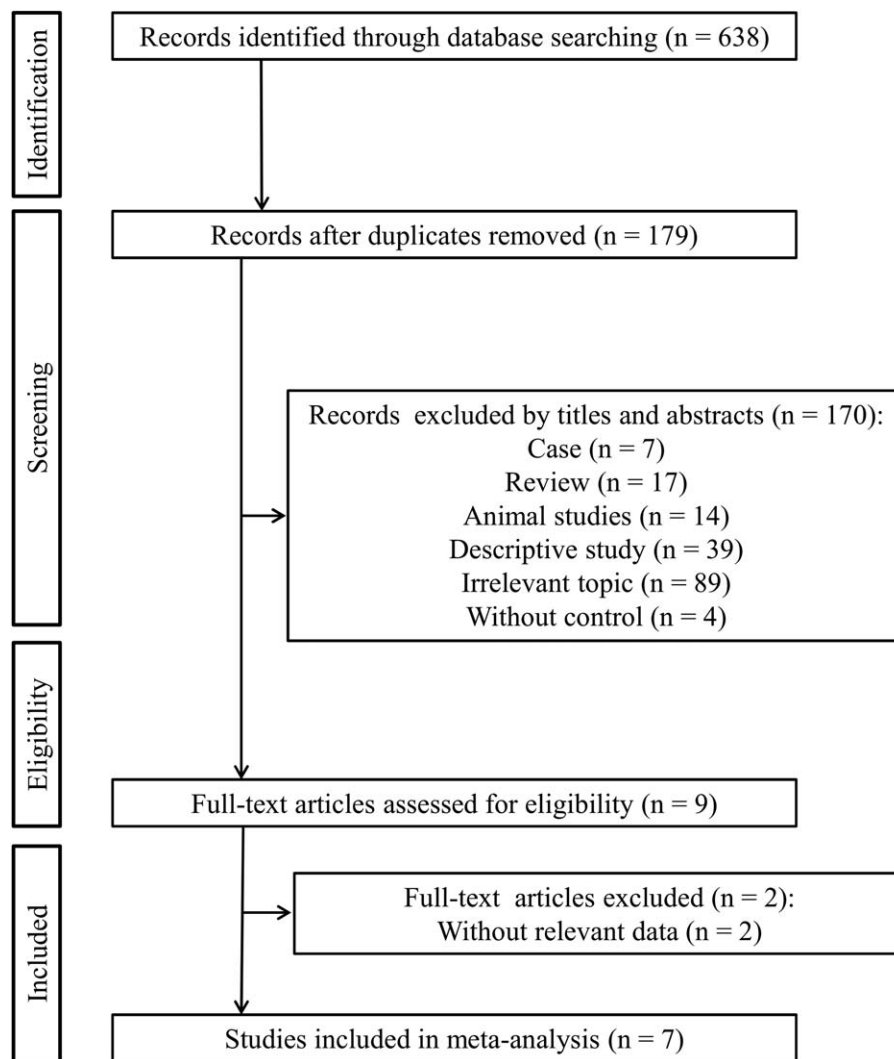 Identification
Records identified through database searching (n = 638)
Screening
Records after duplicates removed (n = 179)
Records excluded by titles and abstracts (n = 170):
Case (n = 7)
Review (n = 17)
Animal studies (n = 14)
Descriptive study (n = 39)
Irrelevant topic (n = 89)
Without control (n = 4)
Eligibility
Full-text articles assessed for eligibility (n = 9)
Included
Full-text articles excluded (n = 2):
Without relevant data (n = 2)
Studies included in meta-analysis (n = 7)